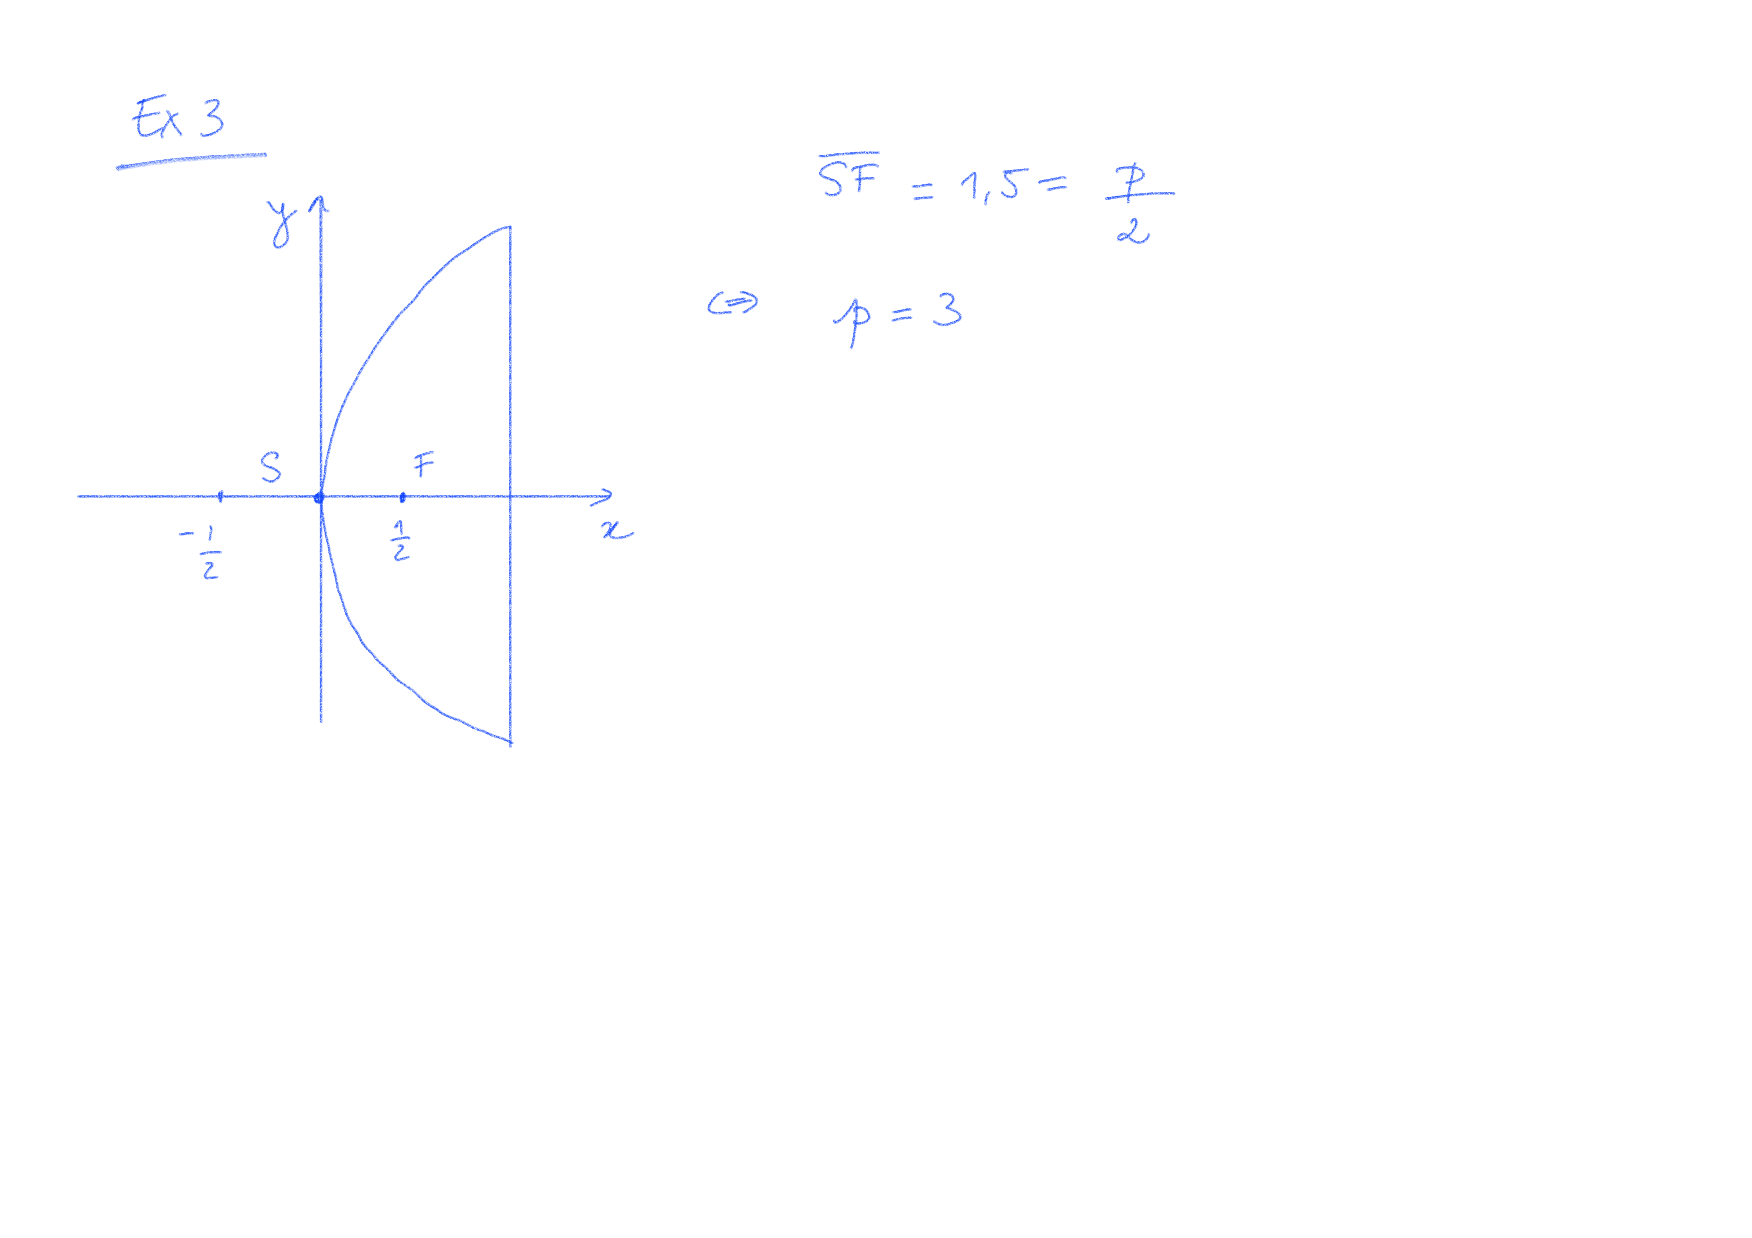 Ex 3
y
S F
-1/2 1/2 x
SF = 1,5 = p/2
⇔ p = 3